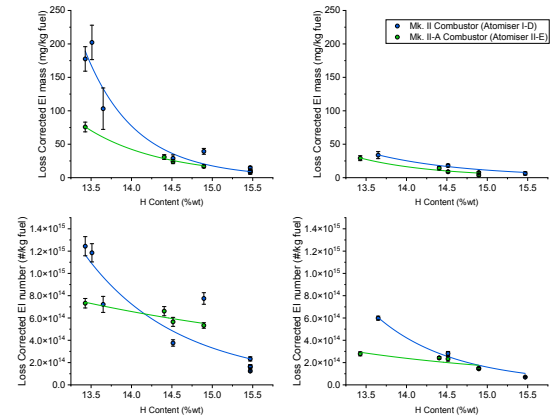 Mk. II Combustor (Atomiser I-D)
Mk. II-A Combustor (Atomiser II-E)
Loss Corrected EI mass (mg/kg fuel)
250
200
150
100
50
0
13.5 14.0 14.5 15.0 15.5
H Content (%wt)
Loss Corrected EI mass (mg/kg fuel)
250
200
150
100
50
0
13.5 14.0 14.5 15.0 15.5
H Content (%wt)
Loss Corrected EI number (#/kg fuel)
1.4×10¹⁵
1.2×10¹⁵
1.0×10¹⁵
8.0×10¹⁴
6.0×10¹⁴
4.0×10¹⁴
2.0×10¹⁴
0.0
13.5 14.0 14.5 15.0 15.5
H Content (%wt)
Loss Corrected EI number (#/kg fuel)
1.4×10¹⁵
1.2×10¹⁵
1.0×10¹⁵
8.0×10¹⁴
6.0×10¹⁴
4.0×10¹⁴
2.0×10¹⁴
0.0
13.5 14.0 14.5 15.0 15.5
H Content (%wt)